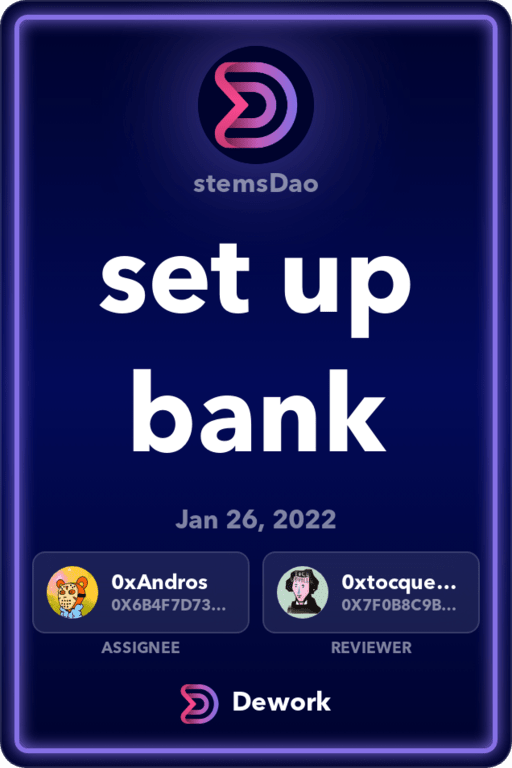 stemsDao
set up
bank
Jan 26, 2022
0xAndros
0X6B4F7D73...
0xtocque...
0X7F0B8C9B...
ASSIGNEE
REVIEWER
Dework